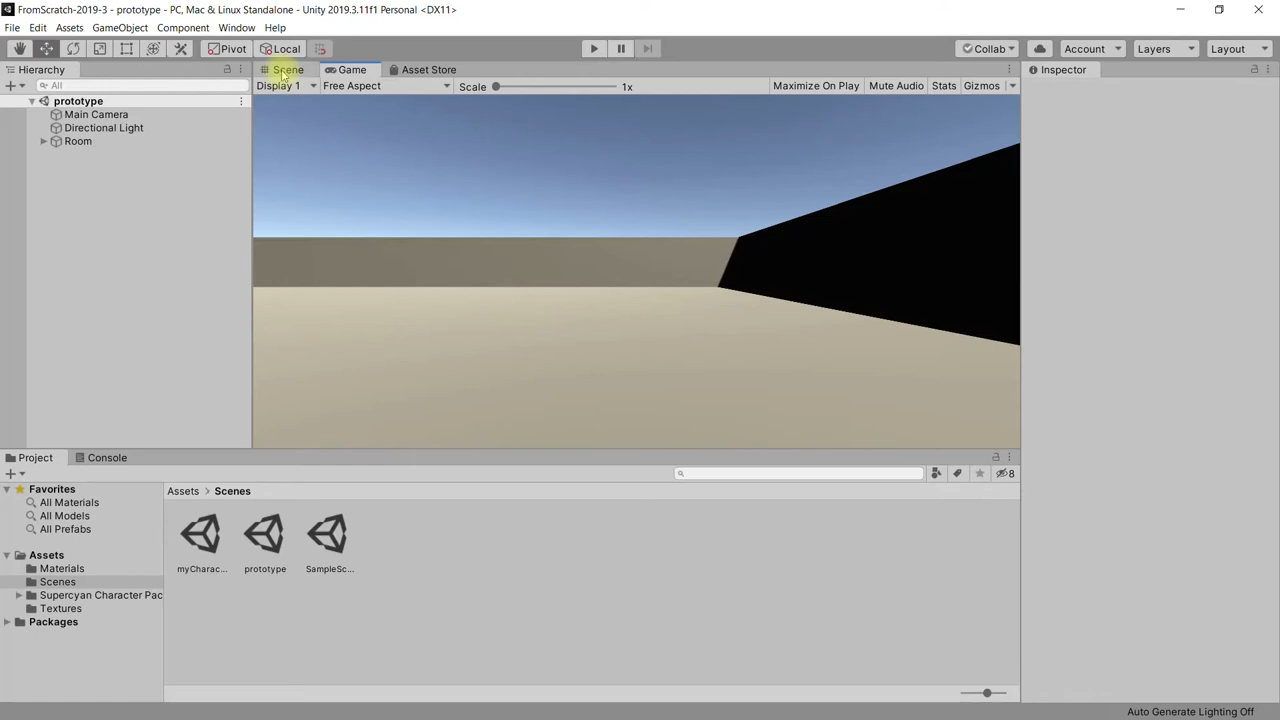 FromScratch-2019-3 - prototype - PC, Mac & Linux Standalone - Unity 2019.3.11f1 Personal <DX11>
File Edit Assets GameObject Component Window Help
Pivot Local Collab Account Layers Layout
Hierarchy Scene Game Asset Store Inspector
All Display 1 Free Aspect Scale 1x Maximize On Play Mute Audio Stats Gizmos
prototype
Main Camera
Directional Light
Room
Project Console
8
Favorites Assets > Scenes
All Materials
All Models
All Prefabs
Assets
Materials myCharac... prototype SampleSc...
Scenes
Supercyan Character Pac
Textures
Packages
Auto Generate Lighting Off